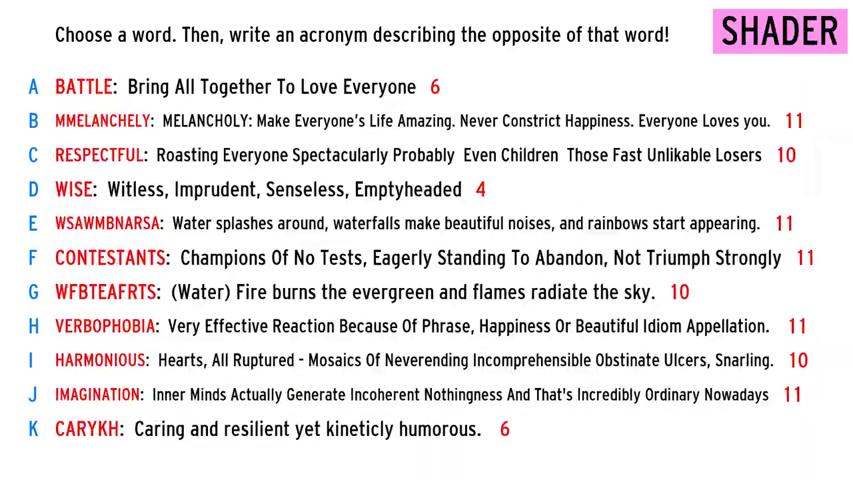 Choose a word. Then, write an acronym describing the opposite of that word!
SHADER
A BATTLE: Bring All Together To Love Everyone 6
B MMELANCHELY: MELANCHOLY: Make Everyone's Life Amazing. Never Constrict Happiness. Everyone Loves you. 11
C RESPECTFUL: Roasting Everyone Spectacularly Probably Even Children Those Fast Unlikable Losers 10
D WISE: Witless, Imprudent, Senseless, Emptyheaded 4
E WSAWMBNARSA: Water splashes around, waterfalls make beautiful noises, and rainbows start appearing. 11
F CONTESTANTS: Champions Of No Tests, Eagerly Standing To Abandon, Not Triumph Strongly 11
G WFBTEAFRTS: (Water) Fire burns the evergreen and flames radiate the sky. 10
H VERBOPHOBIA: Very Effective Reaction Because Of Phrase, Happiness Or Beautiful Idiom Appellation. 11
I HARMONIOUS: Hearts, All Ruptured - Mosaics Of Neverending Incomprehensible Obstinate Ulcers, Snarling. 10
J IMAGINATION: Inner Minds Actually Generate Incoherent Nothingness And That's Incredibly Ordinary Nowadays 11
K CARYKH: Caring and resilient yet kineticly humorous. 6